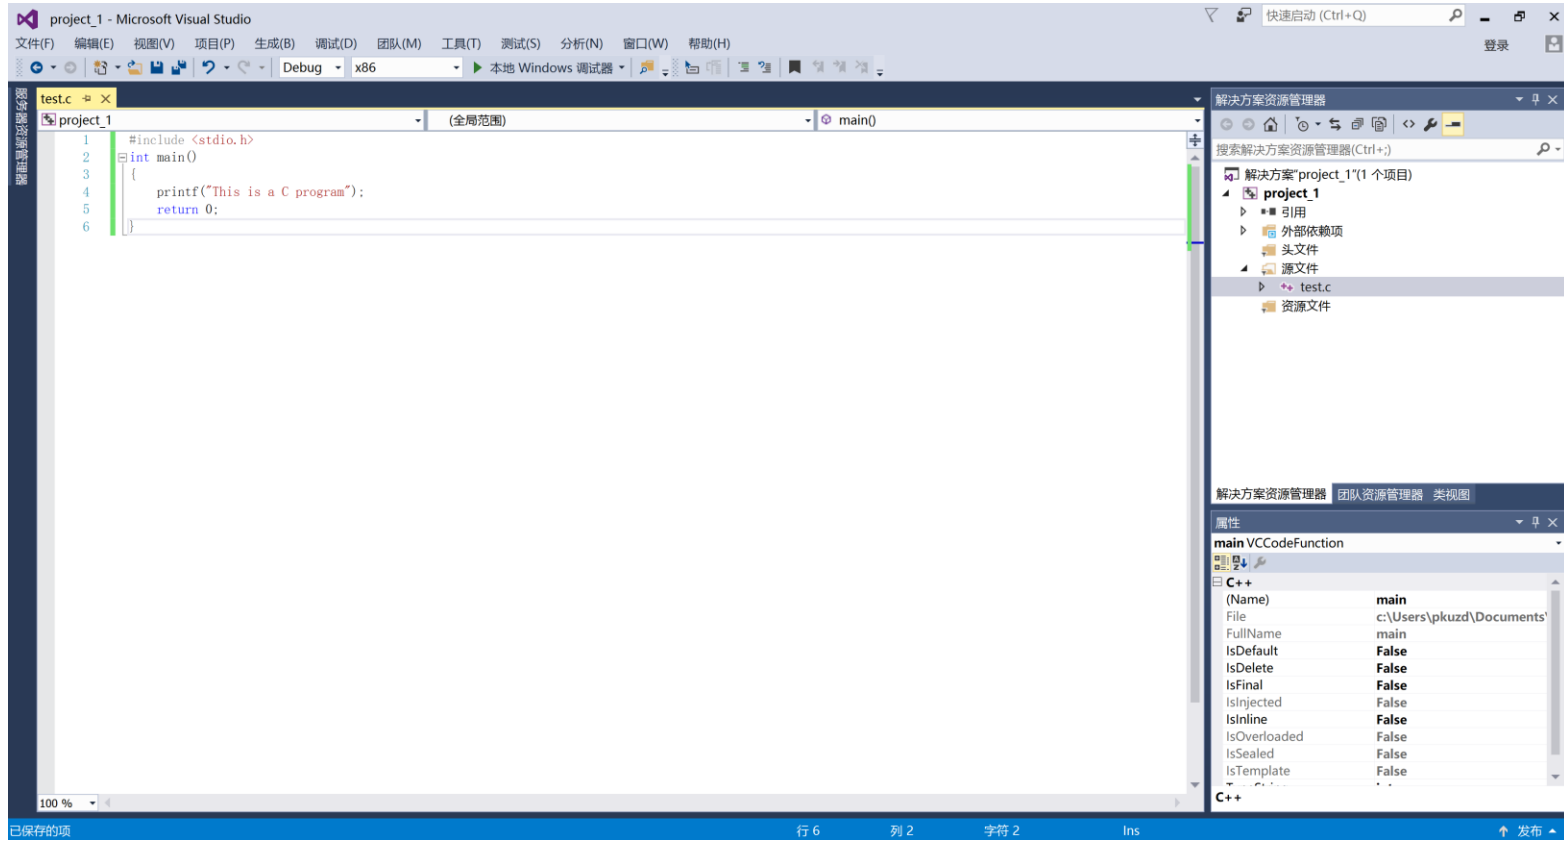 project_1 - Microsoft Visual Studio
快速启动 (Ctrl+Q)
文件(F) 编辑(E) 视图(V) 项目(P) 生成(B) 调试(D) 团队(M) 工具(T) 测试(S) 分析(N) 窗口(W) 帮助(H)
登录
Debug x86 本地 Windows 调试器
服务器资源管理器
test.c
project_1 (全局范围) main()
1 #include <stdio.h>
2 int main()
3 {
4 printf("This is a C program");
5 return 0;
6 }
100 %
解决方案资源管理器
搜索解决方案资源管理器(Ctrl+;)
解决方案"project_1"(1 个项目)
project_1
引用
外部依赖项
头文件
源文件
test.c
资源文件
解决方案资源管理器 团队资源管理器 类视图
属性
main VCCodeFunction
C++
(Name) main
File c:\Users\pkuzd\Documents\
FullName main
IsDefault False
IsDelete False
IsFinal False
IsInjected False
IsInline False
IsOverloaded False
IsSealed False
IsTemplate False
C++
已保存的项 行 6 列 2 字符 2 Ins 发布